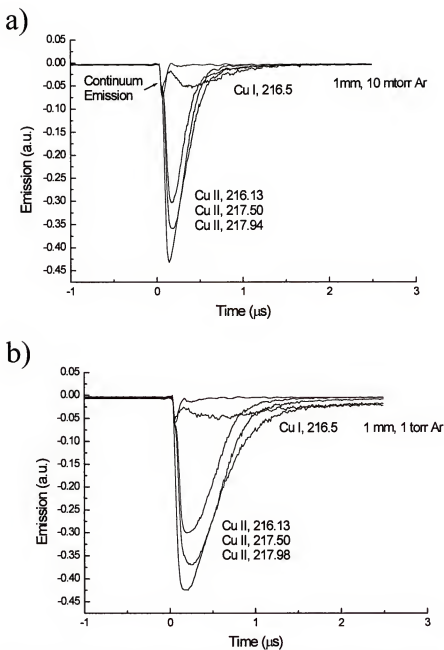 a)
0.05
0.00
-0.05
-0.10
-0.15
-0.20
-0.25
-0.30
-0.35
-0.40
-0.45
Emission (a.u.)
Continuum
Emission
Cu I, 216.5
1mm, 10 mtorr Ar
Cu II, 216.13
Cu II, 217.50
Cu II, 217.94
-1
0
1
2
3
Time (µs)
b)
0.05
0.00
-0.05
-0.10
-0.15
-0.20
-0.25
-0.30
-0.35
-0.40
-0.45
Emission (a.u.)
Cu I, 216.5
1 mm, 1 torr Ar
Cu II, 216.13
Cu II, 217.50
Cu II, 217.98
-1
0
1
2
3
Time (µs)